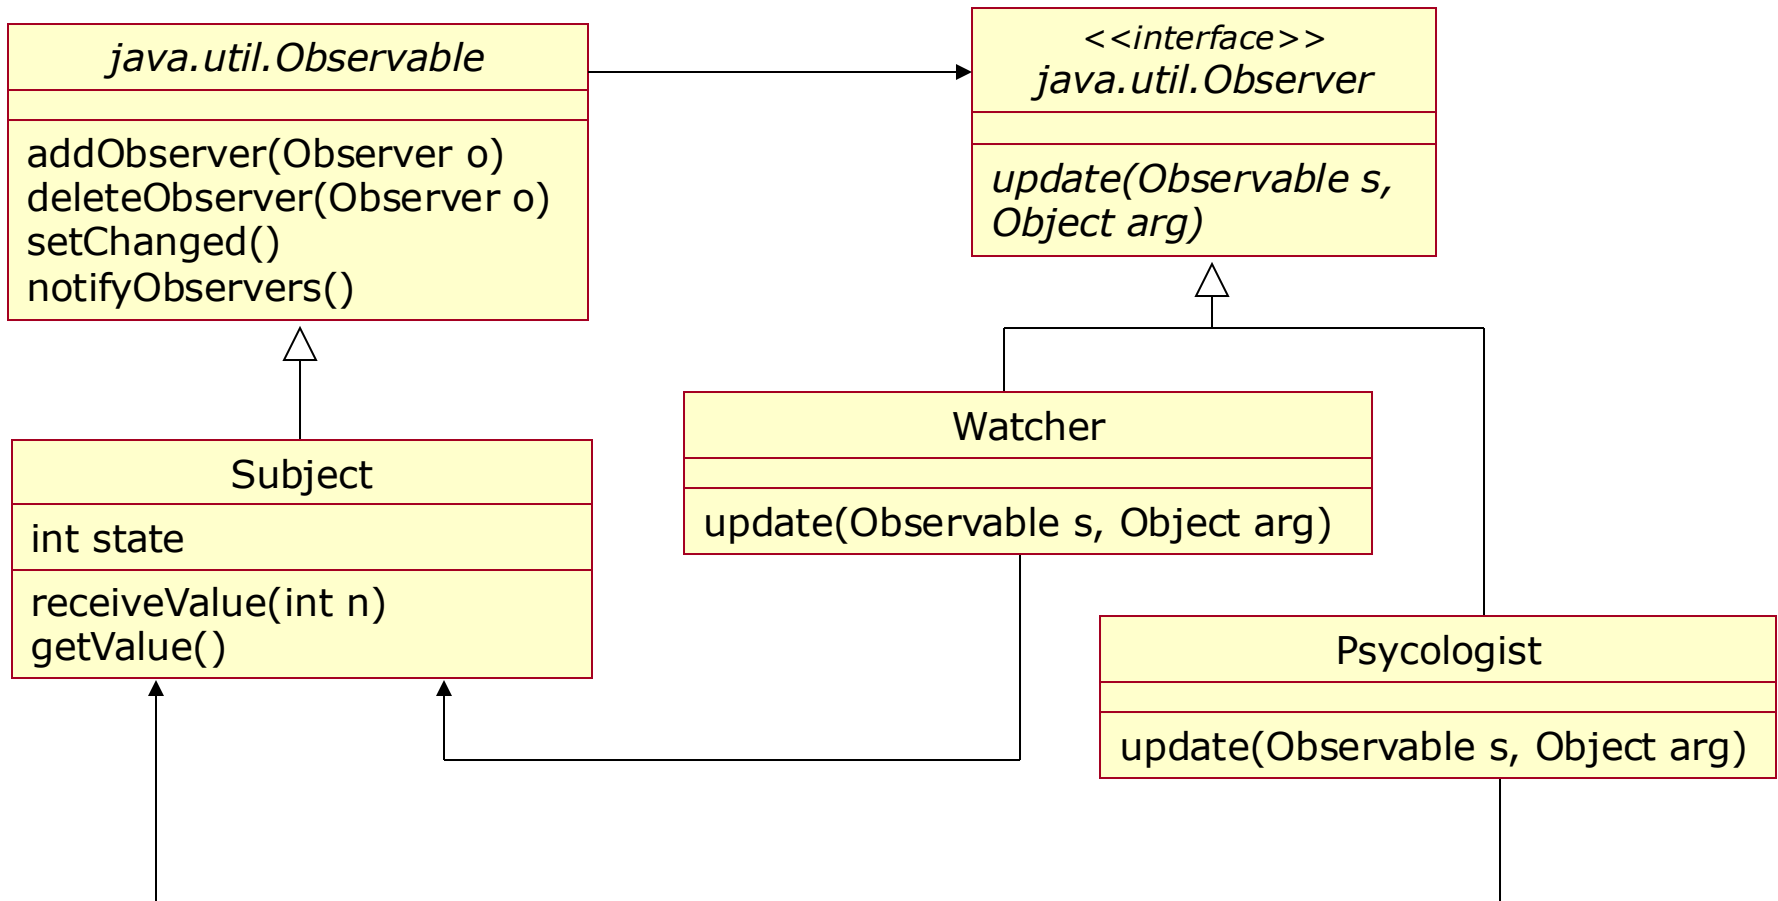 java.util.Observable
addObserver(Observer o)
deleteObserver(Observer o)
setChanged()
notifyObservers()
<<interface>>
java.util.Observer
update(Observable s,
Object arg)
Subject
int state
receiveValue(int n)
getValue()
Watcher
update(Observable s, Object arg)
Psycologist
update(Observable s, Object arg)